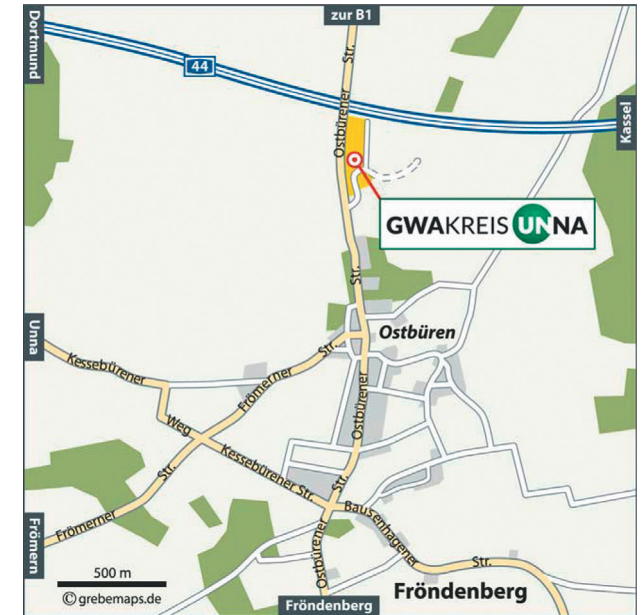 zur B1
Dortmund
44
Kassel
Ostbürener
Str.
GWAKREIS UNNA
Str.
Ostbüren
Unna
Kessebürener
Weg
Frömerner
Str.
Ostbürener
Str.
Kessebürener Str.
Frömerner
Str.
Bausenhagener
Str.
Ostbürener
Str.
Frömern
500 m
© grebemaps.de
Fröndenberg
Fröndenberg